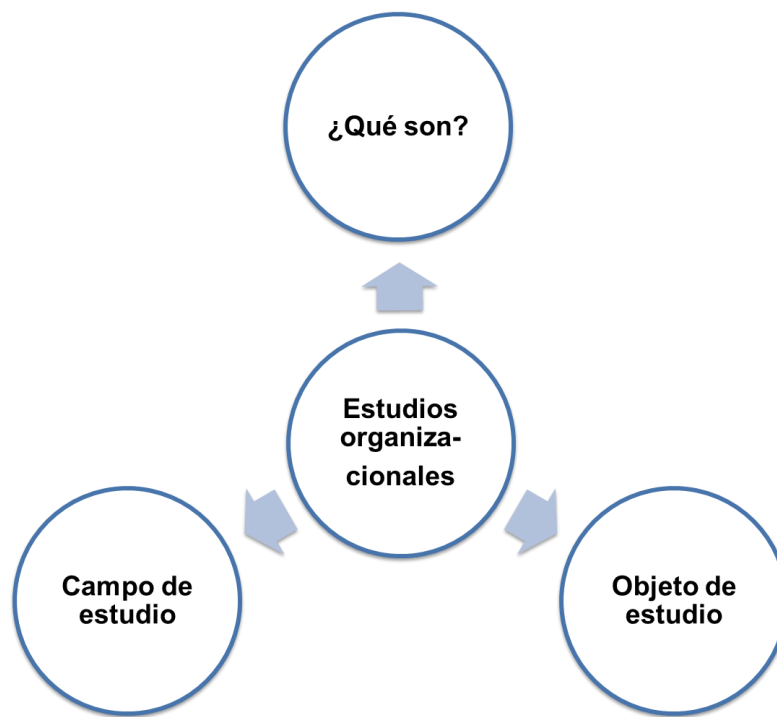 ¿Qué son?
Estudios
organiza-
cionales
Campo de
estudio
Objeto de
estudio